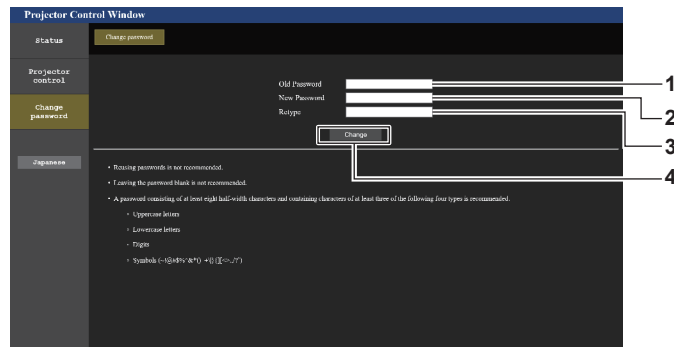 Projector Control Window
Status
Change password
Projector
control
Old Password
1
New Password
Change
password
2
Retype
3
Change
Japanese
4
• Reusing passwords is not recommended.
• Leaving the password blank is not recommended.
• A password consisting of at least eight half-width characters and containing characters of at least three of the following four types is recommended.
Uppercase letters
Lowercase letters
Digits
Symbols